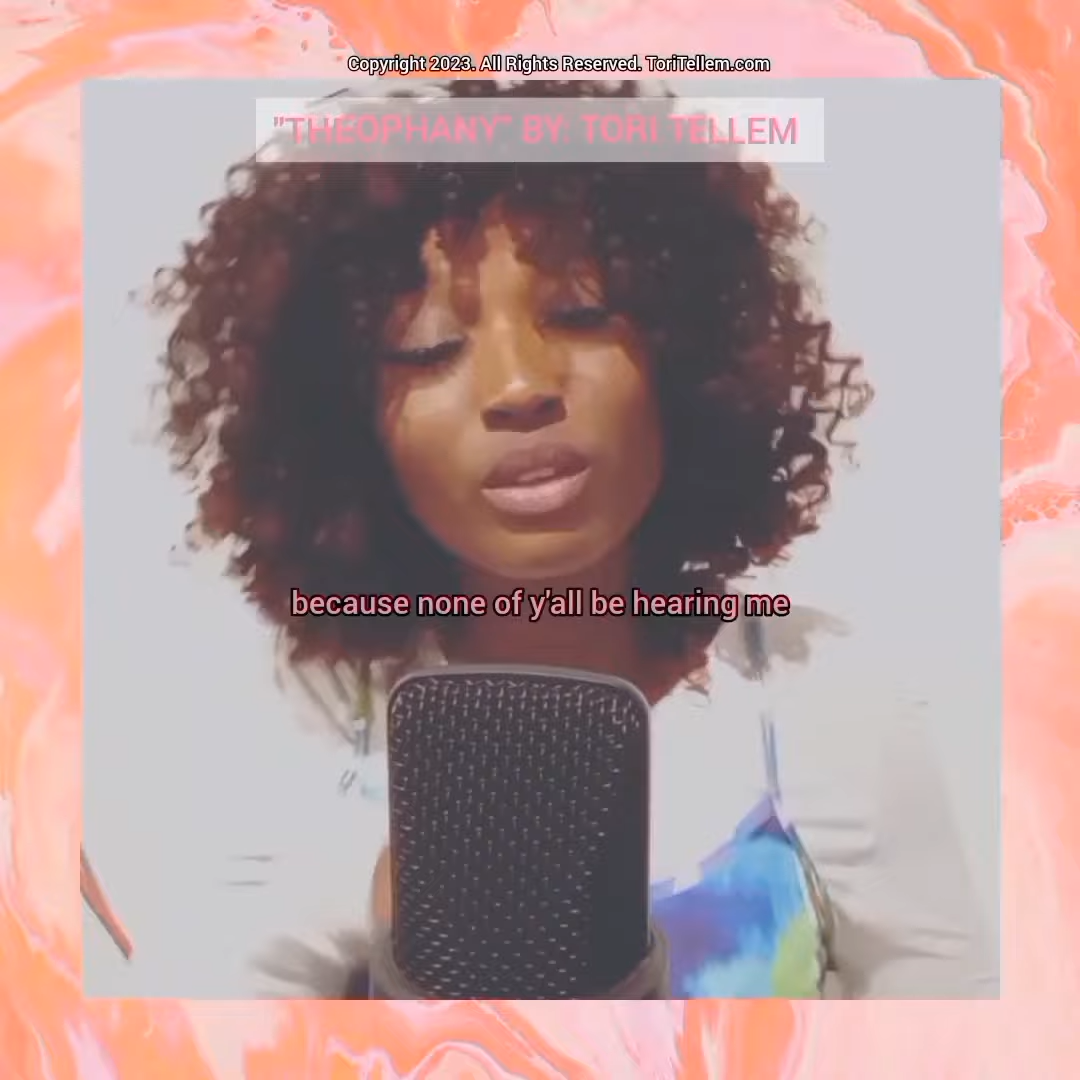 Copyright 2023. All Rights Reserved. ToriTellem.com
"THEOPHANY" BY: TORI TELLEM
because none of y'all be hearing me